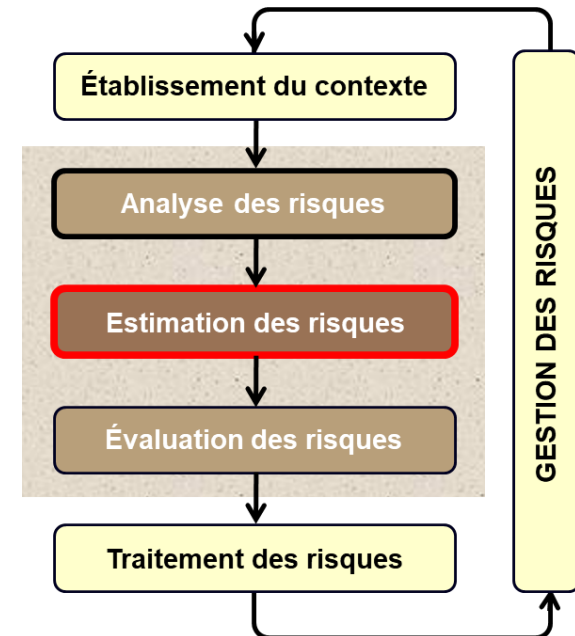 Établissement du contexte
Analyse des risques
Estimation des risques
Évaluation des risques
Traitement des risques
GESTION DES RISQUES